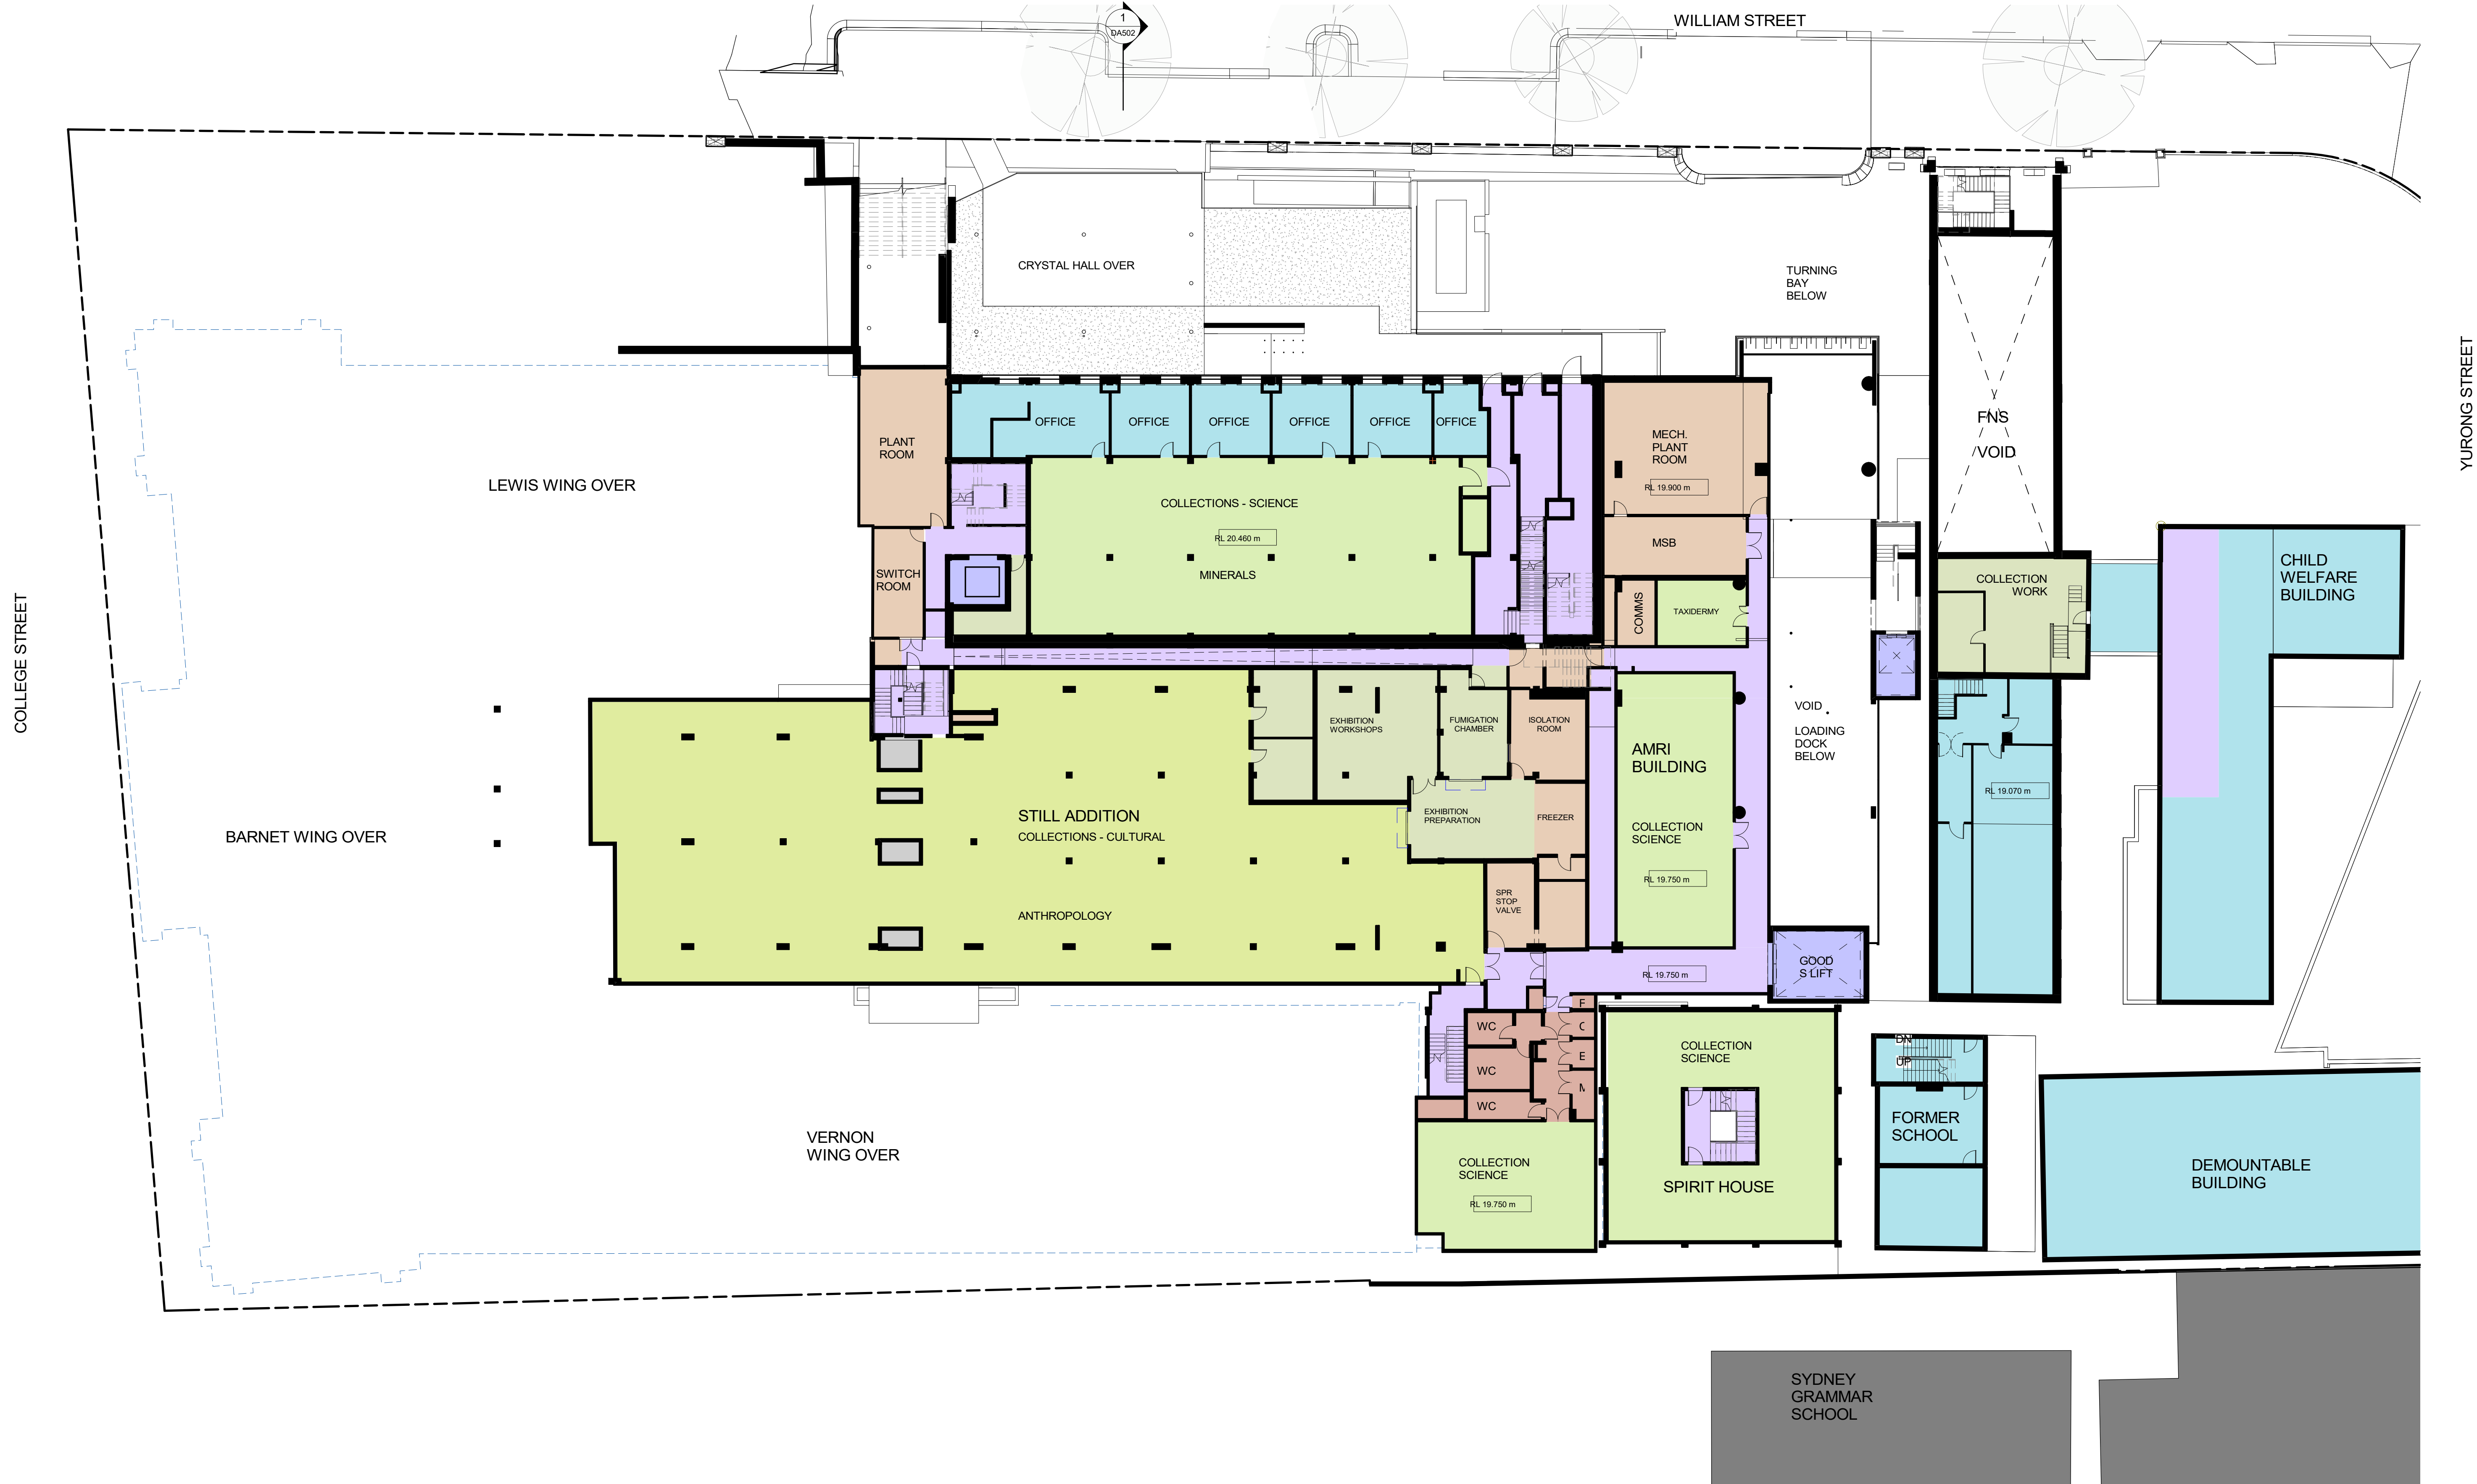 WILLIAM STREET
1
DA502
COLLEGE STREET
YURONG STREET
CRYSTAL HALL OVER
TURNING
BAY
BELOW
FNS
VOID
OFFICE
OFFICE
OFFICE
OFFICE
OFFICE
OFFICE
PLANT
ROOM
MECH.
PLANT
ROOM
RL 19.900 m
LEWIS WING OVER
COLLECTIONS - SCIENCE
RL 20.460 m
MINERALS
SWITCH
ROOM
MSB
COMMS
TAXIDERMY
COLLECTION
WORK
CHILD
WELFARE
BUILDING
EXHIBITION
WORKSHOPS
FUMIGATION
CHAMBER
ISOLATION
ROOM
AMRI
BUILDING
VOID
LOADING
DOCK
BELOW
RL 19.070 m
BARNET WING OVER
STILL ADDITION
COLLECTIONS - CULTURAL
EXHIBITION
PREPARATION
FREEZER
COLLECTION
SCIENCE
RL 19.750 m
ANTHROPOLOGY
SPR
STOP
VALVE
RL 19.750 m
GOOD
S LIFT
WC
WC
WC
F
C
E
M
COLLECTION
SCIENCE
SPIRIT HOUSE
DN
UP
FORMER
SCHOOL
VERNON
WING OVER
COLLECTION
SCIENCE
RL 19.750 m
DEMOUNTABLE
BUILDING
SYDNEY
GRAMMAR
SCHOOL